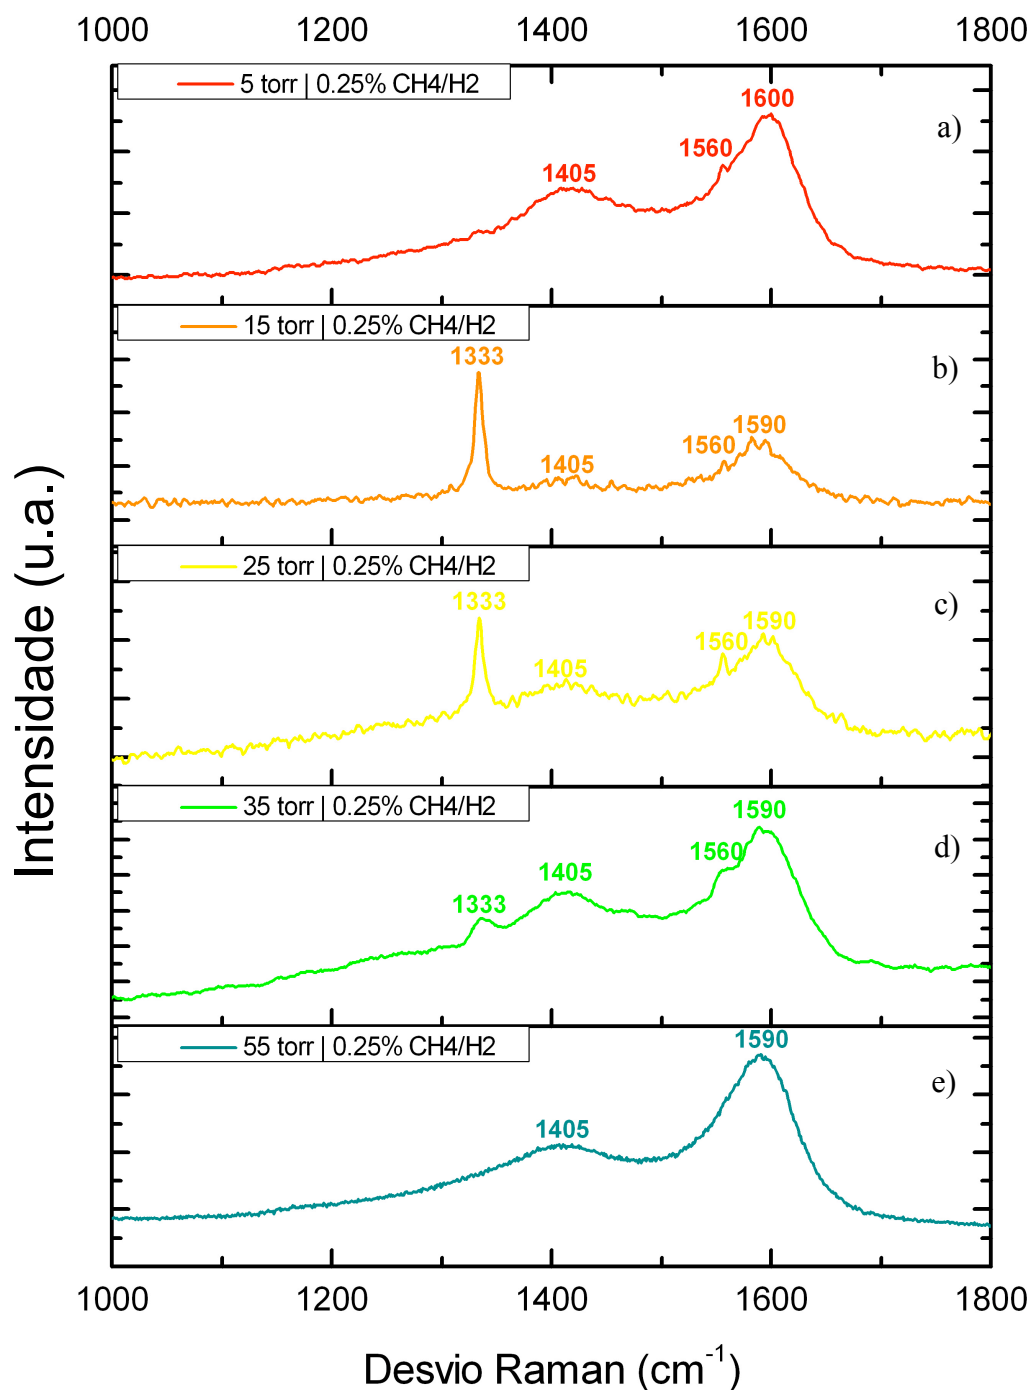 1000 1200 1400 1600 1800
5 torr | 0.25% CH4/H2
1600
a)
1560
1405
15 torr | 0.25% CH4/H2
1333
b)
1590
1560
1405
25 torr | 0.25% CH4/H2
1333
c)
1590
1560
1405
35 torr | 0.25% CH4/H2
1590
d)
1560
1405
1333
55 torr | 0.25% CH4/H2
1590
e)
1405
Intensidade (u.a.)
1000 1200 1400 1600 1800
Desvio Raman (cm⁻¹)